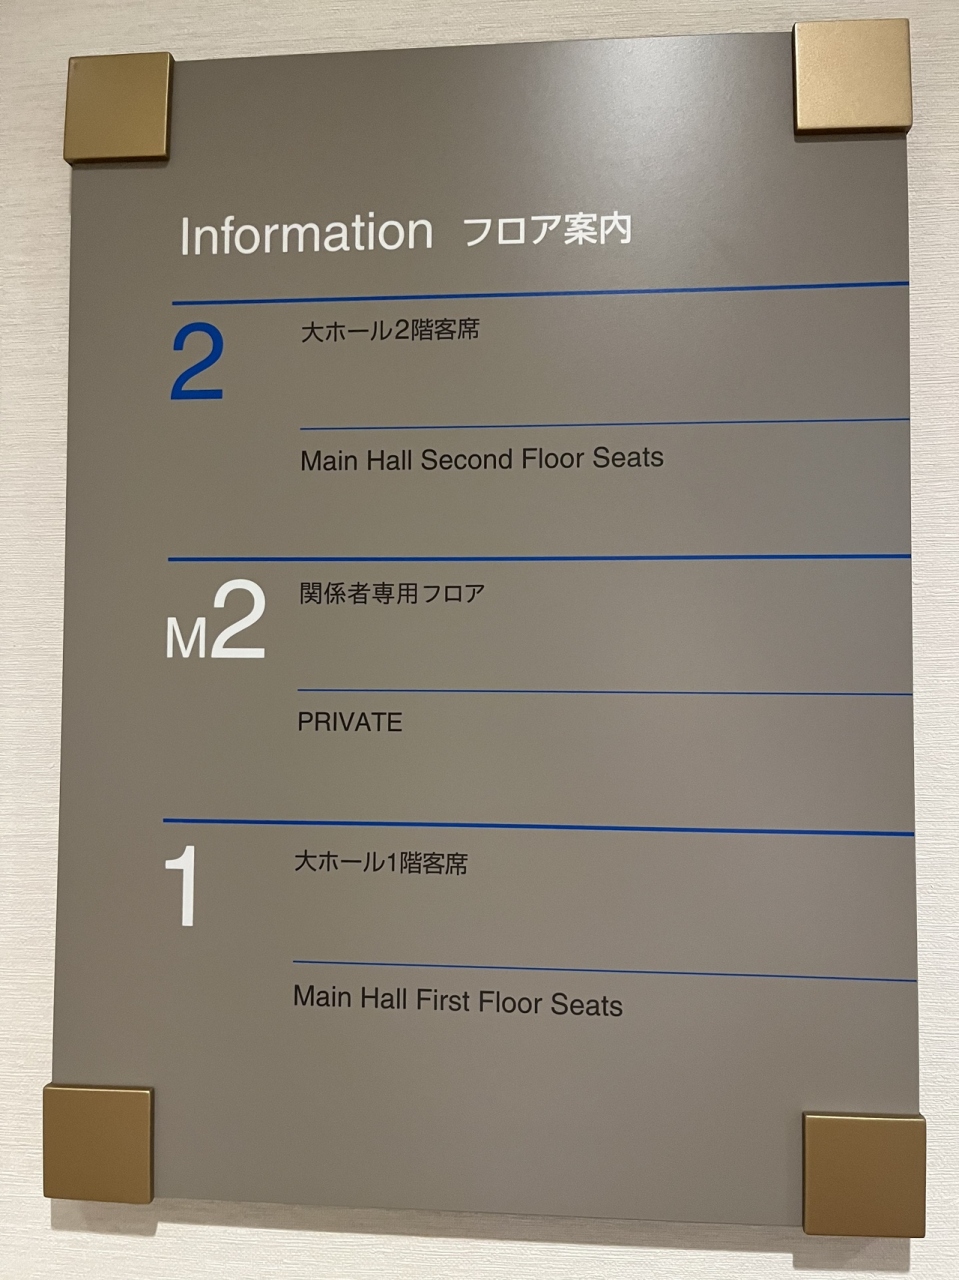 Information フロア案内
2 大ホール2階客席
Main Hall Second Floor Seats
M2 関係者専用フロア
PRIVATE
1 大ホール1階客席
Main Hall First Floor Seats